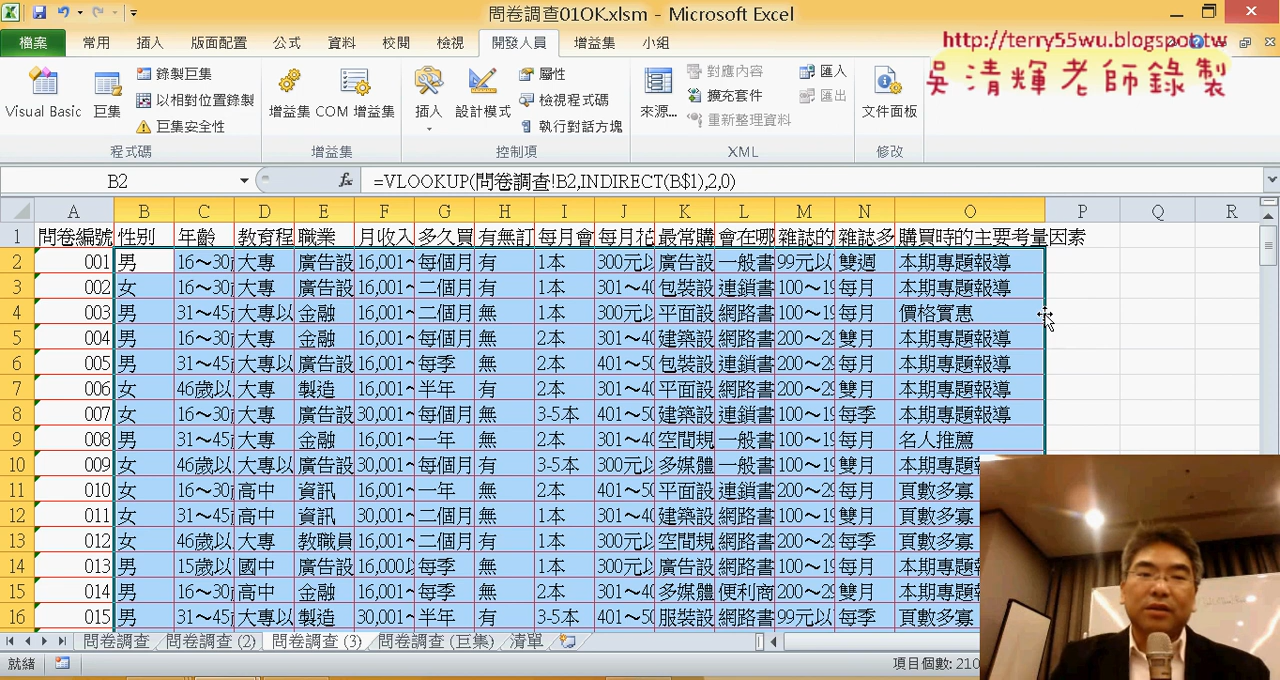 問卷調查01OK.xlsm - Microsoft Excel
http://terry55wu.blogspot.tw
吳清輝老師錄製
檔案 常用 插入 版面配置 公式 資料 校閱 檢視 開發人員 增益集 小組
Visual Basic 巨集 錄製巨集 以相對位置錄製 巨集安全性 程式碼
增益集 COM 增益集 增益集
插入 設計模式 屬性 檢視程式碼 執行對話方塊 控制項
來源... 對應內容 擴充套件 重新整理資料 匯入 匯出 XML
文件面板 修改
B2 fx =VLOOKUP(問卷調查!B2,INDIRECT(B$1),2,0)
A B C D E F G H I J K L M N O P Q R
1 問卷編號 性別 年齡 教育程 職業 月收入 多久買 有無訂 每月會 每月花 最常購 會在哪 雜誌的 雜誌多 購買時的主要考量因素
2 001 男 16～30 大專 廣告設 16,001~ 每個月 有 1本 300元以 廣告設 一般書 99元以 雙週 本期專題報導
3 002 女 16～30 大專 廣告設 16,001~ 二個月 有 1本 301～40 包裝設 連鎖書 100～19 每月 本期專題報導
4 003 男 31～45 大專以 金融 16,001~ 二個月 無 1本 300元以 平面設 網路書 100～19 每月 價格實惠
5 004 男 16～30 大專 金融 16,001~ 每個月 無 2本 301～40 建築設 網路書 200～29 雙月 本期專題報導
6 005 男 31～45 大專以 廣告設 16,001~ 每季 無 2本 401～50 包裝設 連鎖書 200～29 雙月 本期專題報導
7 006 女 46歲以 大專 製造 16,001~ 半年 有 2本 301～40 平面設 網路書 200～29 雙月 本期專題報導
8 007 女 16～30 大專 廣告設 30,001~ 每個月 無 3-5本 401～50 建築設 連鎖書 100～19 每季 本期專題報導
9 008 男 31～45 大專 金融 16,001~ 一年 無 2本 301～40 空間規 一般書 100～19 每月 名人推薦
10 009 女 46歲以 大專以 廣告設 30,001~ 每個月 有 3-5本 300元以 多媒體 一般書 100～19 雙月 本期專題
11 010 女 16～30 高中 資訊 16,001~ 一年 無 2本 401～50 平面設 連鎖書 200～29 每月 頁數多寡
12 011 女 31～45 高中 資訊 30,001~ 二個月 無 1本 301～40 建築設 連鎖書 200～29 雙月 頁數多寡
13 012 女 46歲以 大專 教職員 16,001~ 二個月 有 1本 300元以 空間規 網路書 200～29 每季 頁數多寡
14 013 男 15歲以 國中 廣告設 16,000以 每季 無 1本 300元以 廣告設 網路書 100～19 每月 頁數多寡
15 014 男 16～30 高中 金融 16,001~ 每季 無 2本 301～40 多媒體 便利商 200～29 每月 頁數多寡
16 015 男 31～45 大專以 製造 30,001~ 半年 有 3-5本 301～40 服裝設 連鎖書 99元以 每季 頁數多寡
問卷調查 問卷調查 (2) 問卷調查 (3) 問卷調查 (巨集) 清單
就緒 項目個數: 210